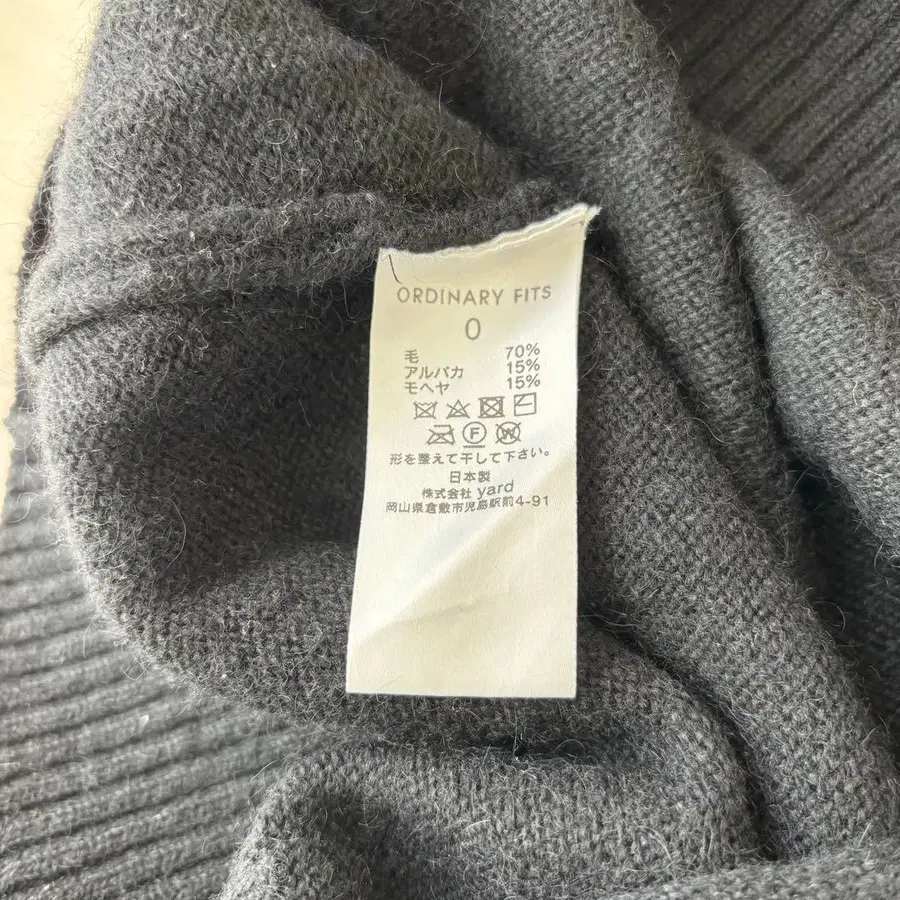 ORDINARY FITS
0
毛 70%
アルパカ 15%
モヘヤ 15%
F W
形を整えて干して下さい。
日本製
株式会社 yard
岡山県倉敷市児島駅前4-91